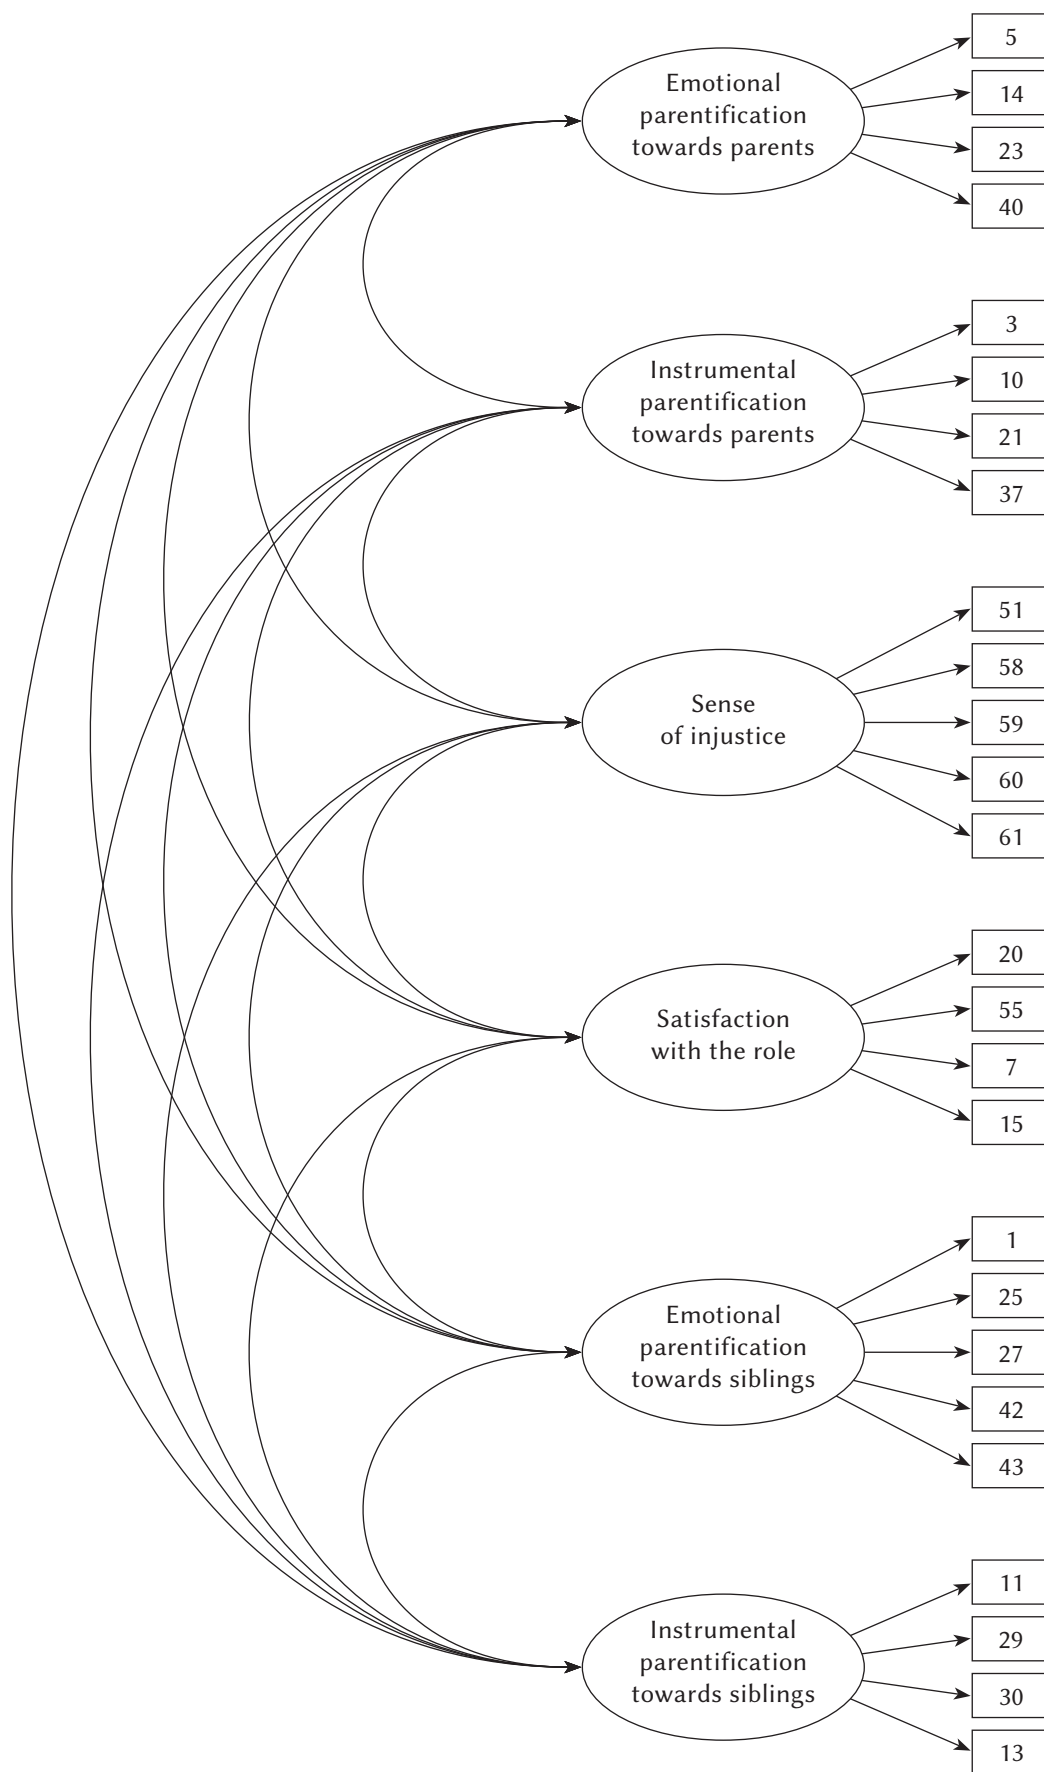 Emotional
parentification
towards parents
5
14
23
40
Instrumental
parentification
towards parents
3
10
21
37
Sense
of injustice
51
58
59
60
61
Satisfaction
with the role
20
55
7
15
Emotional
parentification
towards siblings
1
25
27
42
43
Instrumental
parentification
towards siblings
11
29
30
13